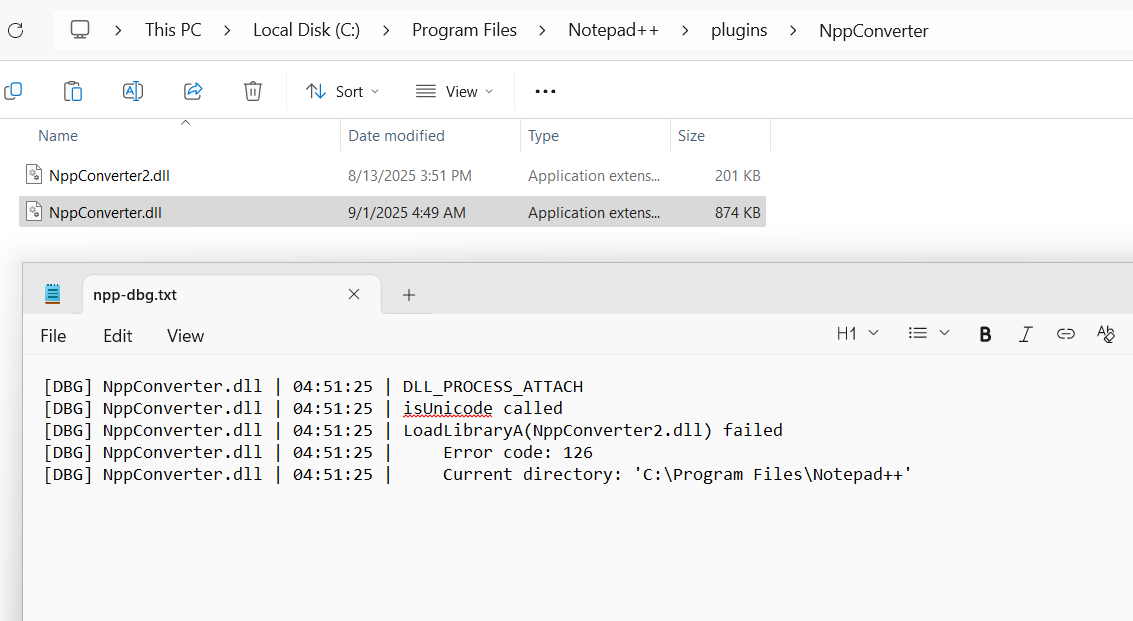 This PC > Local Disk (C:) > Program Files > Notepad++ > plugins > NppConverter
Sort View •••
Name Date modified Type Size
NppConverter2.dll 8/13/2025 3:51 PM Application extens... 201 KB
NppConverter.dll 9/1/2025 4:49 AM Application extens... 874 KB
npp-dbg.txt
File Edit View H1 B I
[DBG] NppConverter.dll | 04:51:25 | DLL_PROCESS_ATTACH
[DBG] NppConverter.dll | 04:51:25 | isUnicode called
[DBG] NppConverter.dll | 04:51:25 | LoadLibraryA(NppConverter2.dll) failed
[DBG] NppConverter.dll | 04:51:25 |     Error code: 126
[DBG] NppConverter.dll | 04:51:25 |     Current directory: 'C:\Program Files\Notepad++'